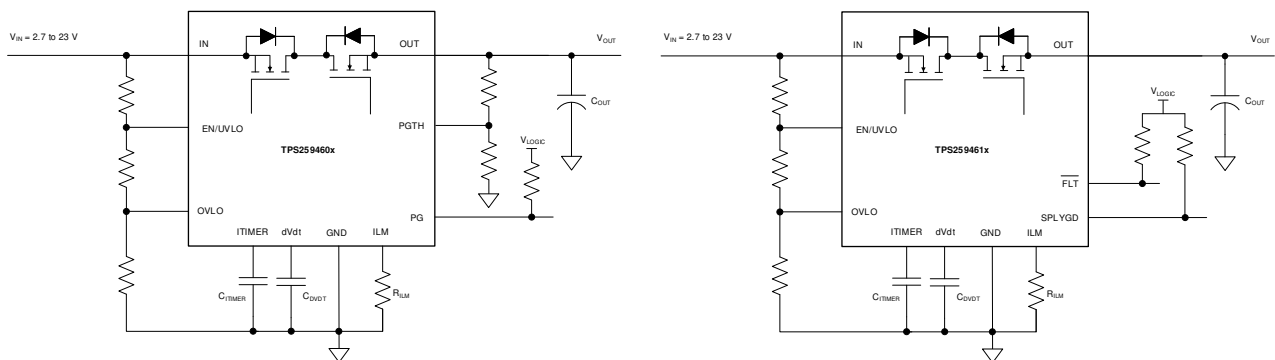 V_IN = 2.7 to 23 V
IN
OUT
V_OUT
C_OUT
EN/UVLO
PGTH
V_LOGIC
TPS259460x
OVLO
PG
ITIMER
dVdt
GND
ILM
C_ITIMER
C_DVDT
R_ILM
V_IN = 2.7 to 23 V
IN
OUT
V_OUT
V_LOGIC
C_OUT
EN/UVLO
TPS259461x
FLT
OVLO
SPLYGD
ITIMER
dVdt
GND
ILM
C_ITIMER
C_DVDT
R_ILM